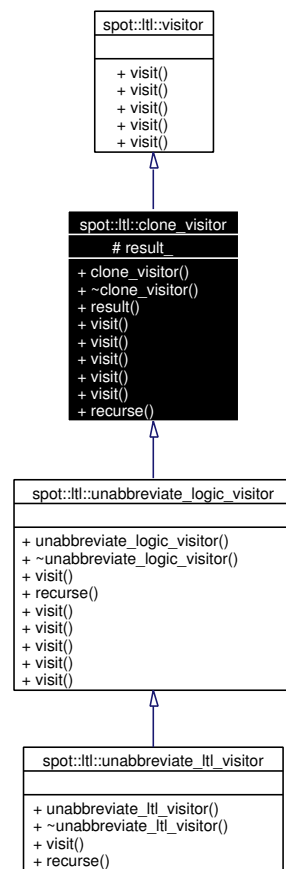 spot::ltl::visitor
+ visit()
+ visit()
+ visit()
+ visit()
+ visit()
spot::ltl::clone_visitor
# result_
+ clone_visitor()
+ ~clone_visitor()
+ result()
+ visit()
+ visit()
+ visit()
+ visit()
+ visit()
+ recurse()
spot::ltl::unabbreviate_logic_visitor
+ unabbreviate_logic_visitor()
+ ~unabbreviate_logic_visitor()
+ visit()
+ recurse()
+ visit()
+ visit()
+ visit()
+ visit()
+ visit()
spot::ltl::unabbreviate_ltl_visitor
+ unabbreviate_ltl_visitor()
+ ~unabbreviate_ltl_visitor()
+ visit()
+ recurse()